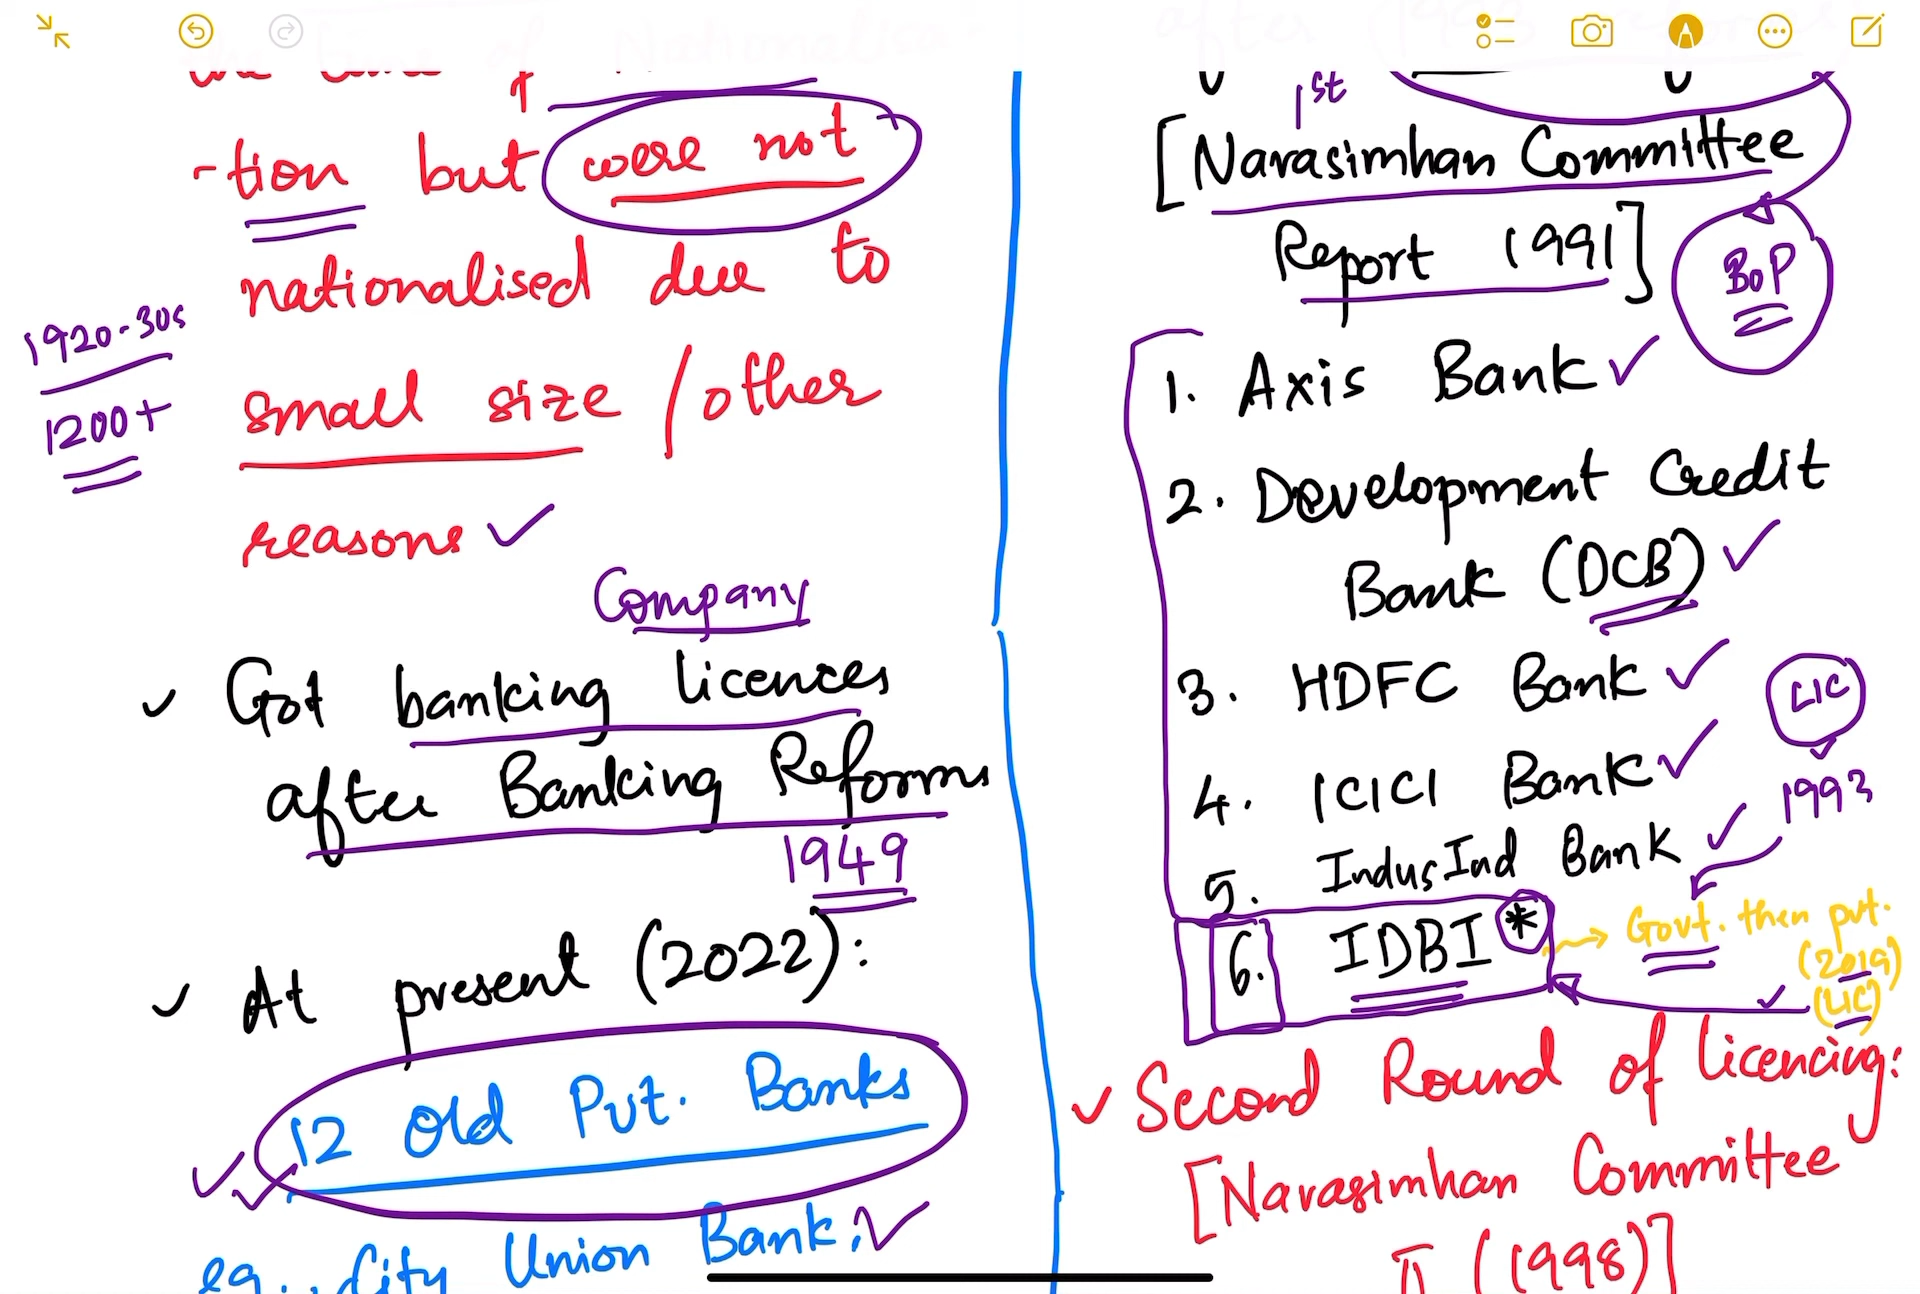 -tion but were not
nationalised due to
1920-30s
1200+
small size / other
reasons
Company
Got banking licences
after Banking Reforms
1949
At present (2022):
12 old Pvt. Banks
eg., City Union Bank,
1st
[Narasimhan Committee
Report 1991]
BoP
1. Axis Bank
2. Development Credit
Bank (DCB)
3. HDFC Bank
LIC
4. ICICI Bank
1993
5. IndusInd Bank
6. IDBI *
Govt. then pvt.
(2019)
(LIC)
Second Round of licencing:
[Narasimhan Committee
II (1998)]